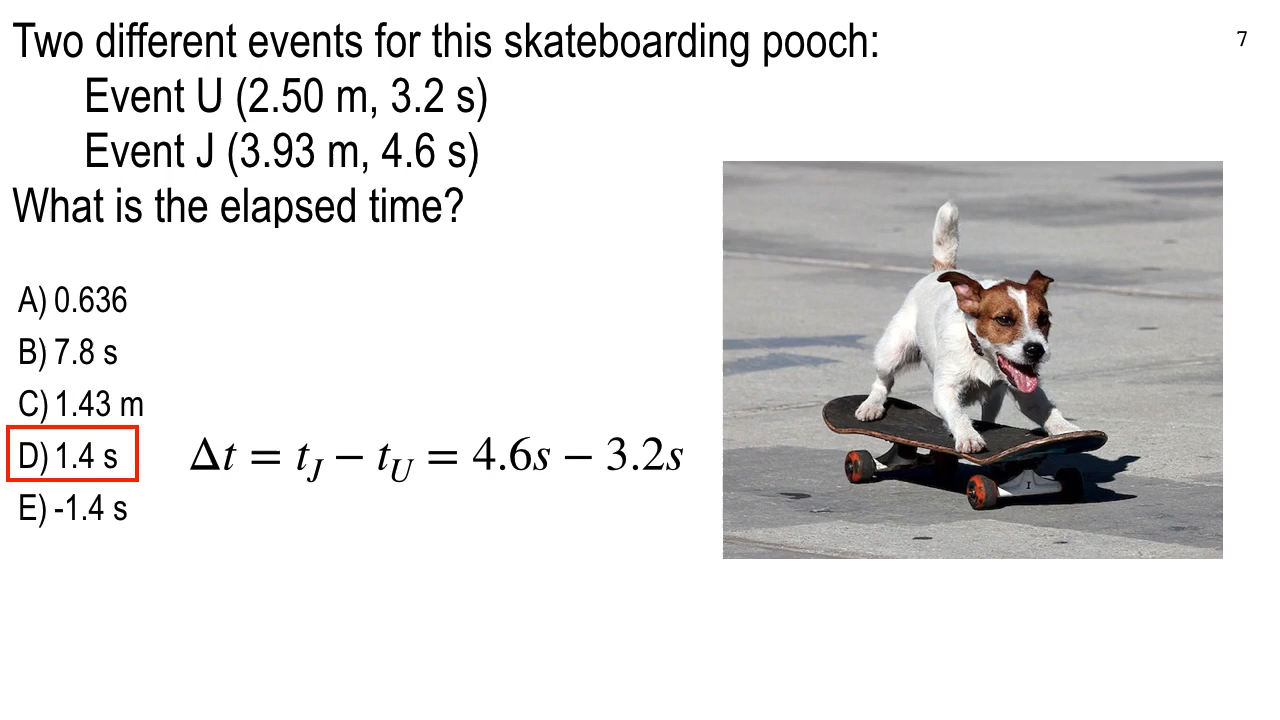 Two different events for this skateboarding pooch:
7
Event U (2.50 m, 3.2 s)
Event J (3.93 m, 4.6 s)
What is the elapsed time?
A) 0.636
B) 7.8 s
C) 1.43 m
D) 1.4 s
Δt = t_J − t_U = 4.6s − 3.2s
E) -1.4 s